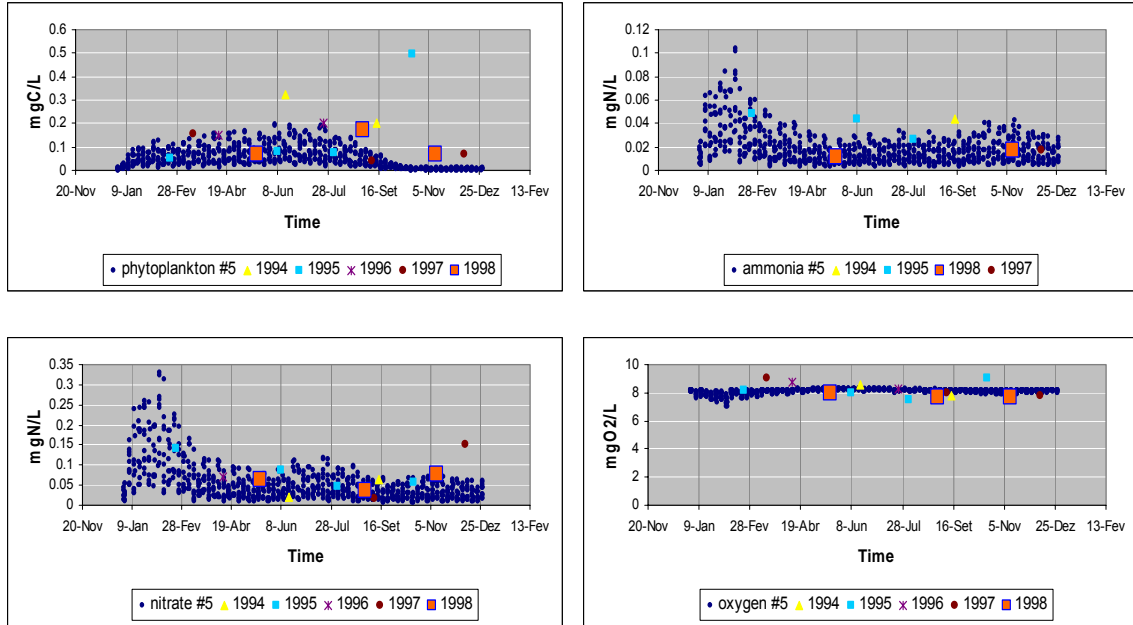 0.6
0.5
0.4
0.3
0.2
0.1
0
mgC/L
20-Nov 9-Jan 28-Fev 19-Abr 8-Jun 28-Jul 16-Set 5-Nov 25-Dez 13-Fev
Time
phytoplankton #5 1994 1995 1996 1997 1998
0.12
0.1
0.08
0.06
0.04
0.02
0
mgN/L
20-Nov 9-Jan 28-Fev 19-Abr 8-Jun 28-Jul 16-Set 5-Nov 25-Dez 13-Fev
Time
ammonia #5 1994 1995 1998 1997
0.35
0.3
0.25
0.2
0.15
0.1
0.05
0
mgN/L
20-Nov 9-Jan 28-Fev 19-Abr 8-Jun 28-Jul 16-Set 5-Nov 25-Dez 13-Fev
Time
nitrate #5 1994 1995 1996 1997 1998
10
8
6
4
2
0
mgO2/L
20-Nov 9-Jan 28-Fev 19-Abr 8-Jun 28-Jul 16-Set 5-Nov 25-Dez 13-Fev
Time
oxygen #5 1994 1995 1996 1997 1998